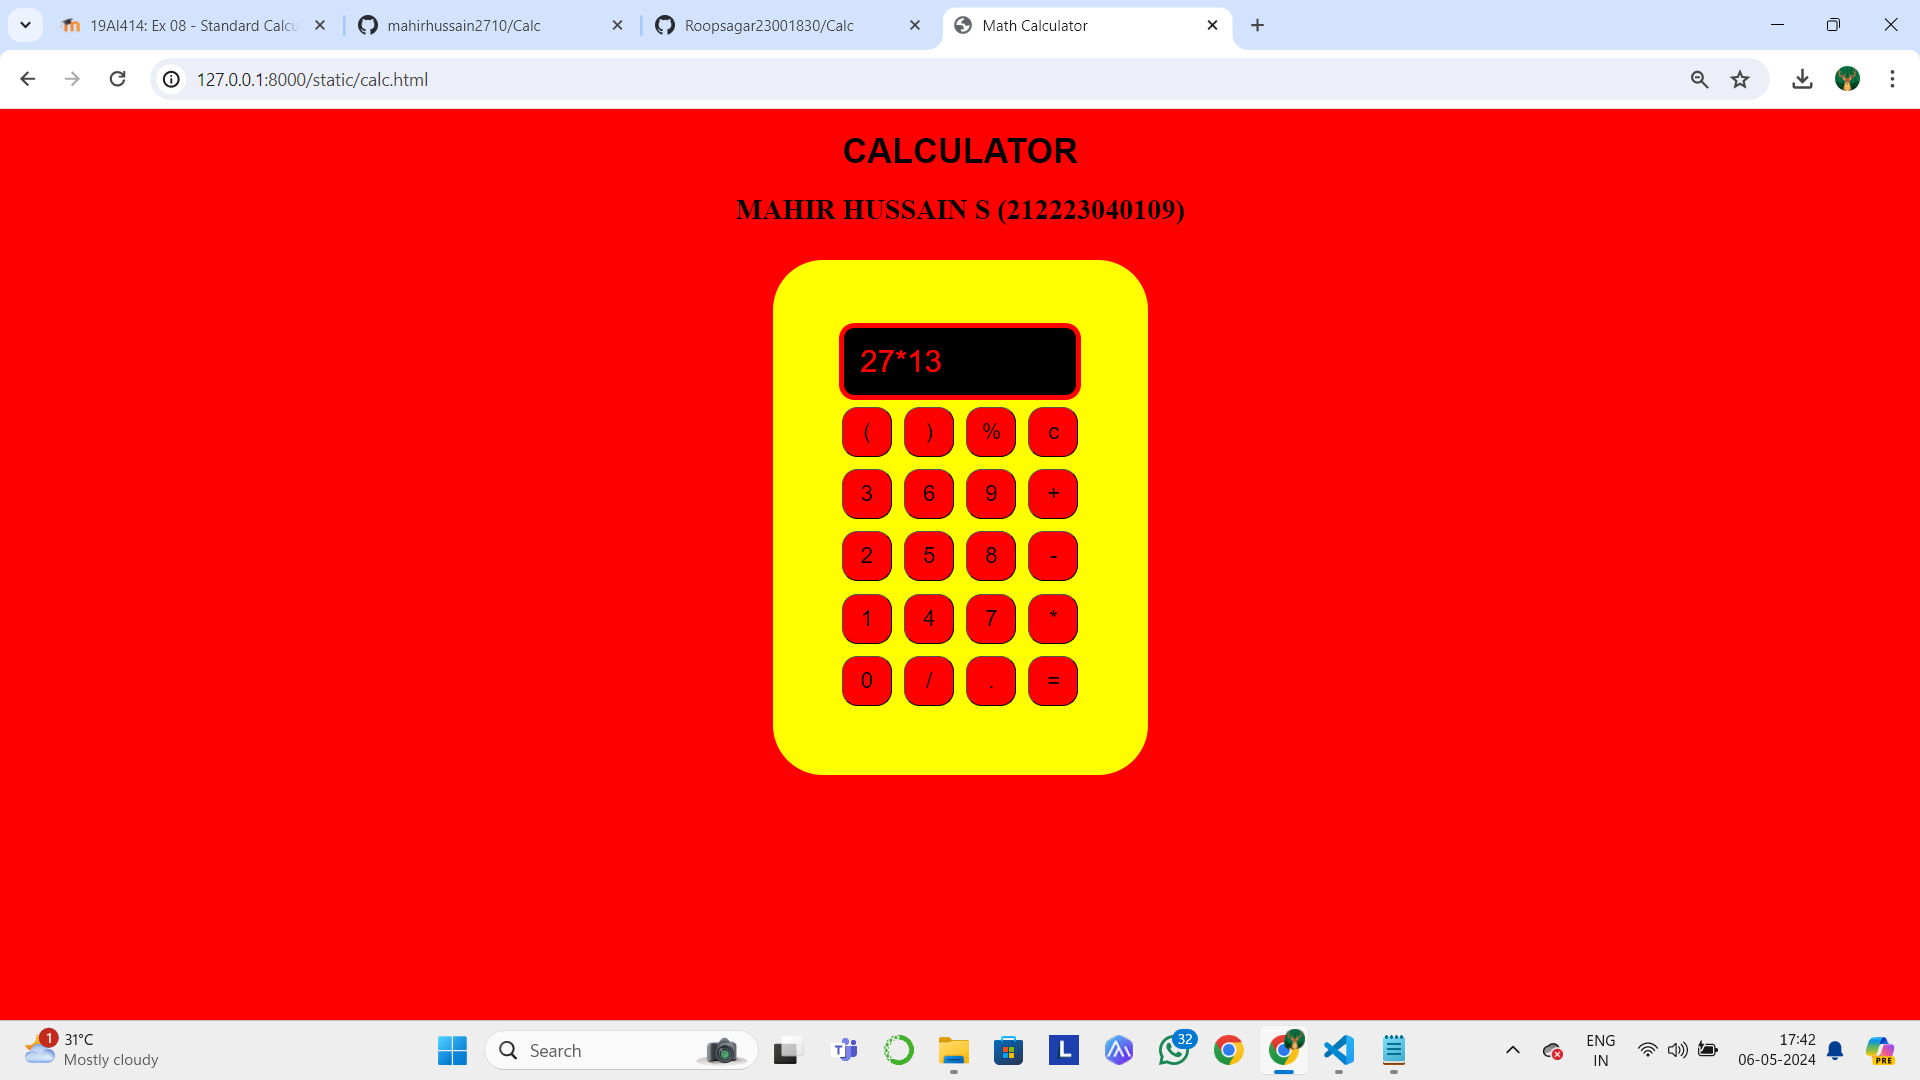 19AI414: Ex 08 - Standard Calcu
mahirhussain2710/Calc
Roopsagar23001830/Calc
Math Calculator
127.0.0.1:8000/static/calc.html
CALCULATOR
MAHIR HUSSAIN S (212223040109)
27*13
( ) % c
3 6 9 +
2 5 8 -
1 4 7 *
0 / . =
1
31°C
Mostly cloudy
Search
T
L
32
ENG
IN
17:42
06-05-2024
PRE